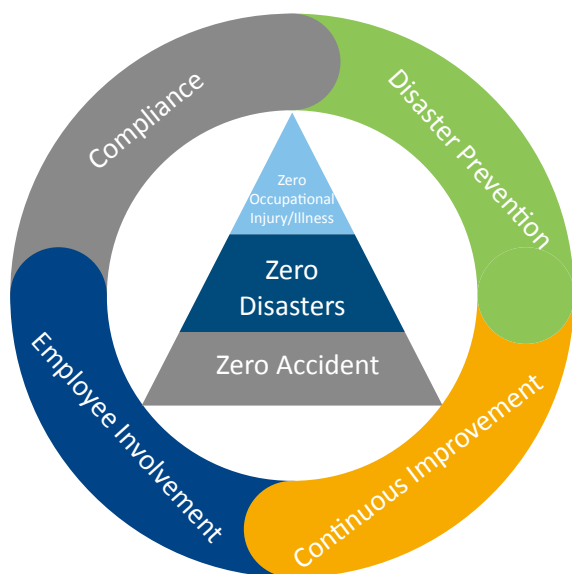 Compliance
Disaster Prevention
Zero
Occupational
Injury/Illness
Zero
Disasters
Zero Accident
Employee Involvement
Continuous Improvement